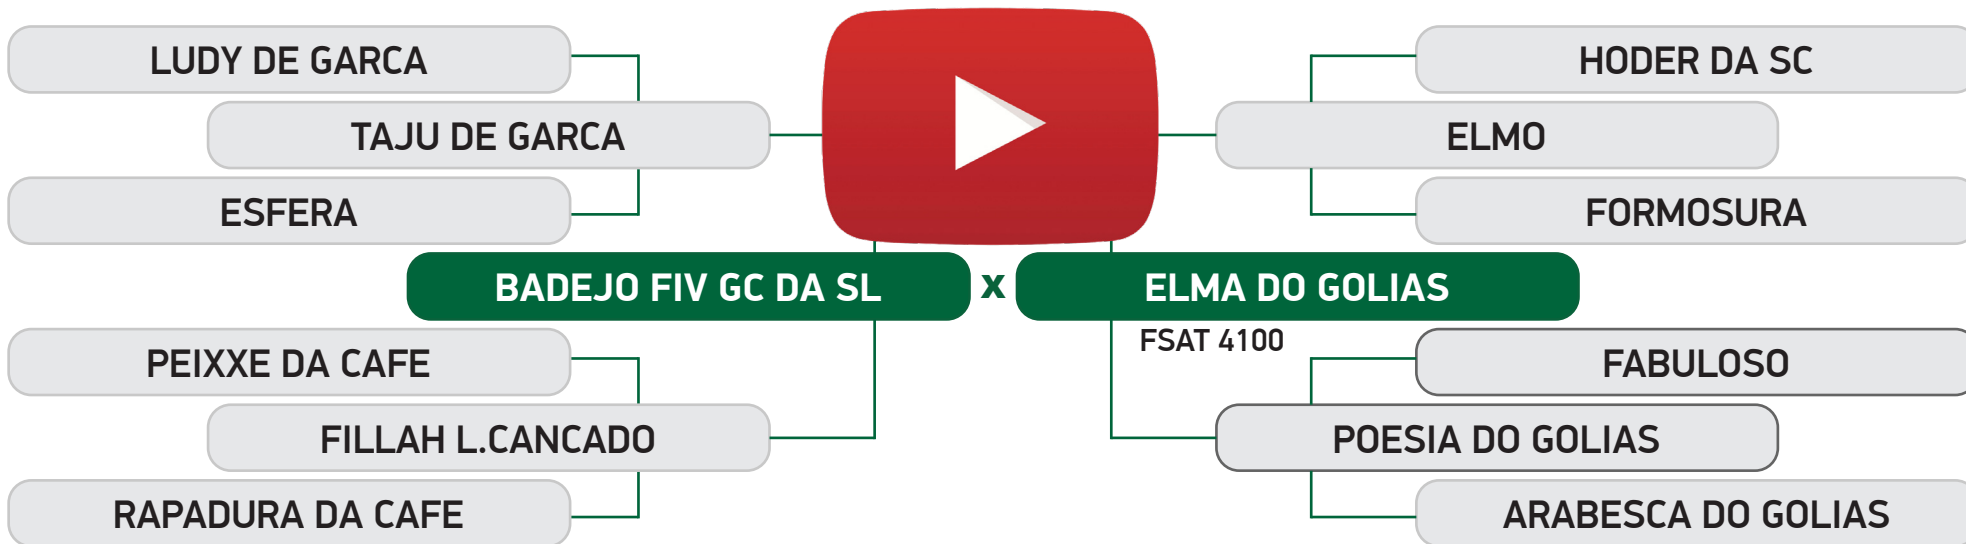 LUDY DE GARCA
HODER DA SC
TAJU DE GARCA
ELMO
ESFERA
FORMOSURA
BADEJO FIV GC DA SL x ELMA DO GOLIAS
FSAT 4100
PEIXXE DA CAFE
FABULOSO
FILLAH L.CANCADO
POESIA DO GOLIAS
RAPADURA DA CAFE
ARABESCA DO GOLIAS